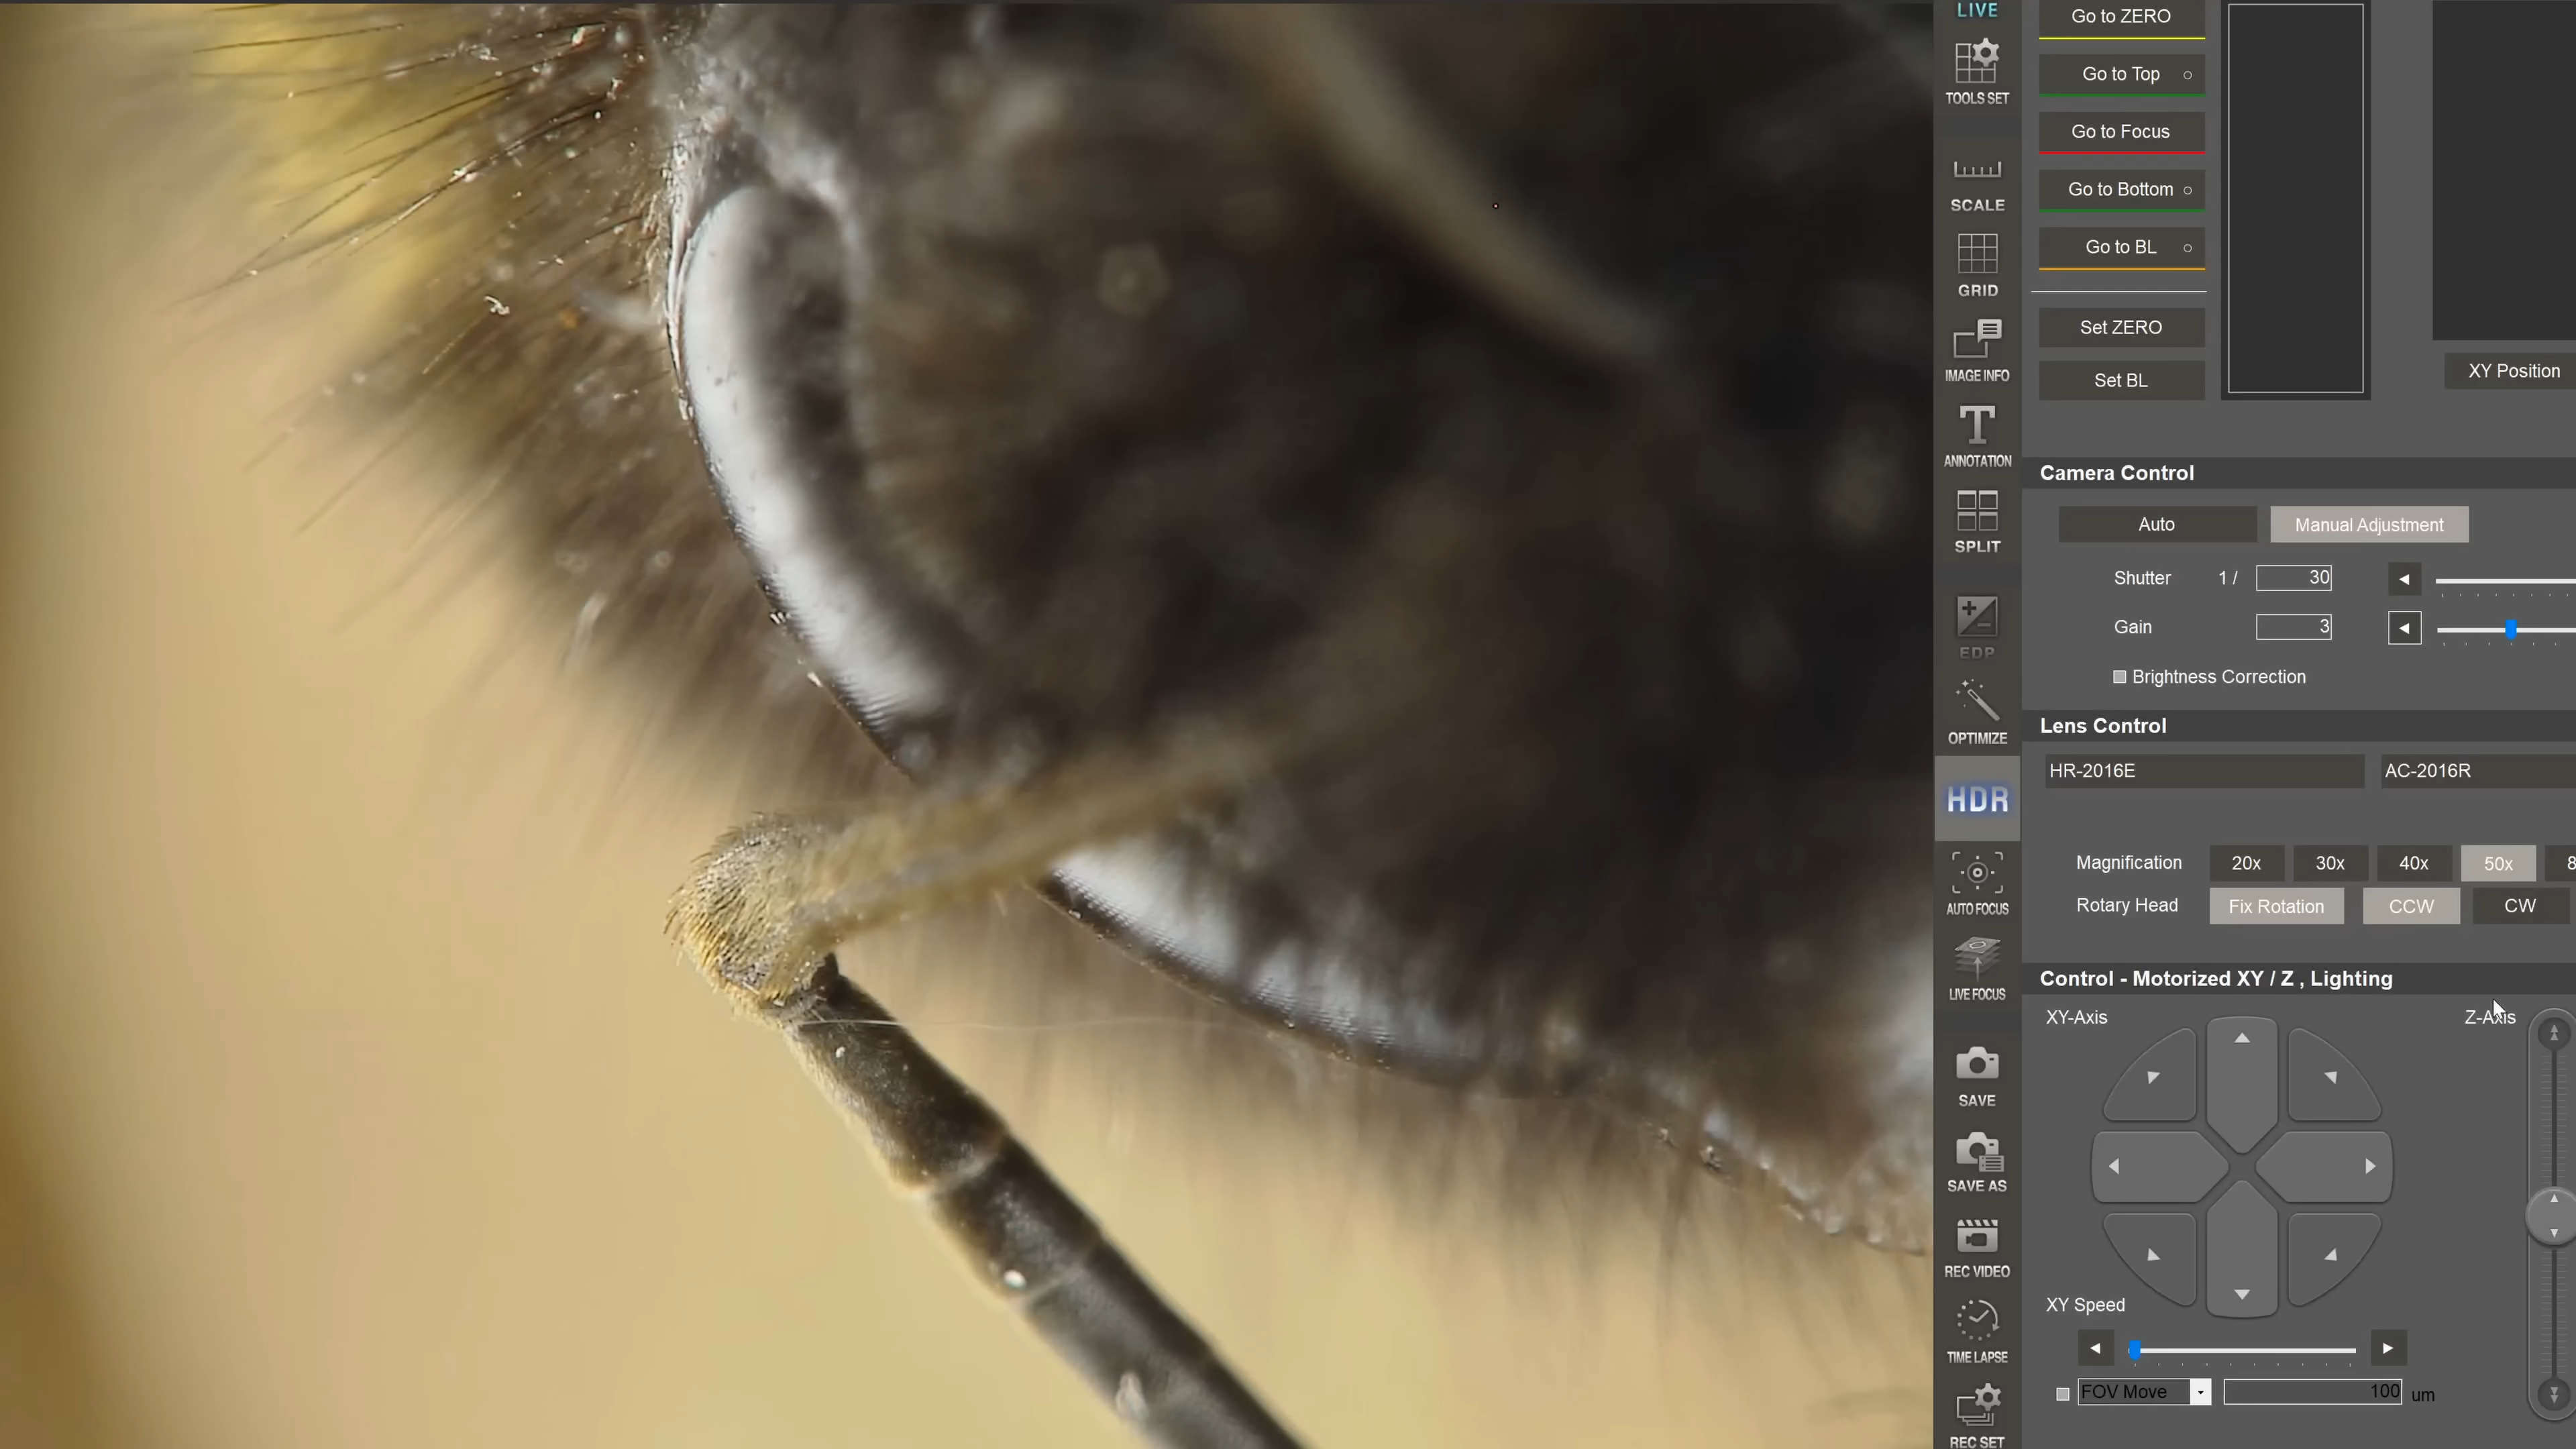 LIVE
TOOLS SET
SCALE
GRID
IMAGE INFO
ANNOTATION
SPLIT
EDP
OPTIMIZE
HDR
AUTO FOCUS
LIVE FOCUS
SAVE
SAVE AS
REC VIDEO
TIME LAPSE
REC SET
Go to ZERO
Go to Top
Go to Focus
Go to Bottom
Go to BL
Set ZERO
Set BL
XY Position
Camera Control
Auto Manual Adjustment
Shutter 1 / 30
Gain 3
Brightness Correction
Lens Control
HR-2016E AC-2016R
Magnification 20x 30x 40x 50x 8
Rotary Head Fix Rotation CCW CW
Control - Motorized XY / Z , Lighting
XY-Axis Z-Axis
XY Speed
FOV Move 100 um